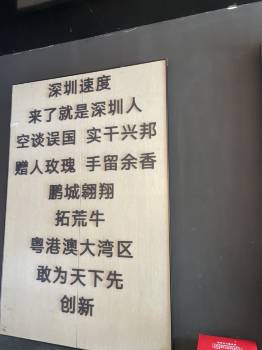 深圳速度
来了就是深圳人
空谈误国 实干兴邦
赠人玫瑰 手留余香
鹏城翱翔
拓荒牛
粤港澳大湾区
敢为天下先
创新